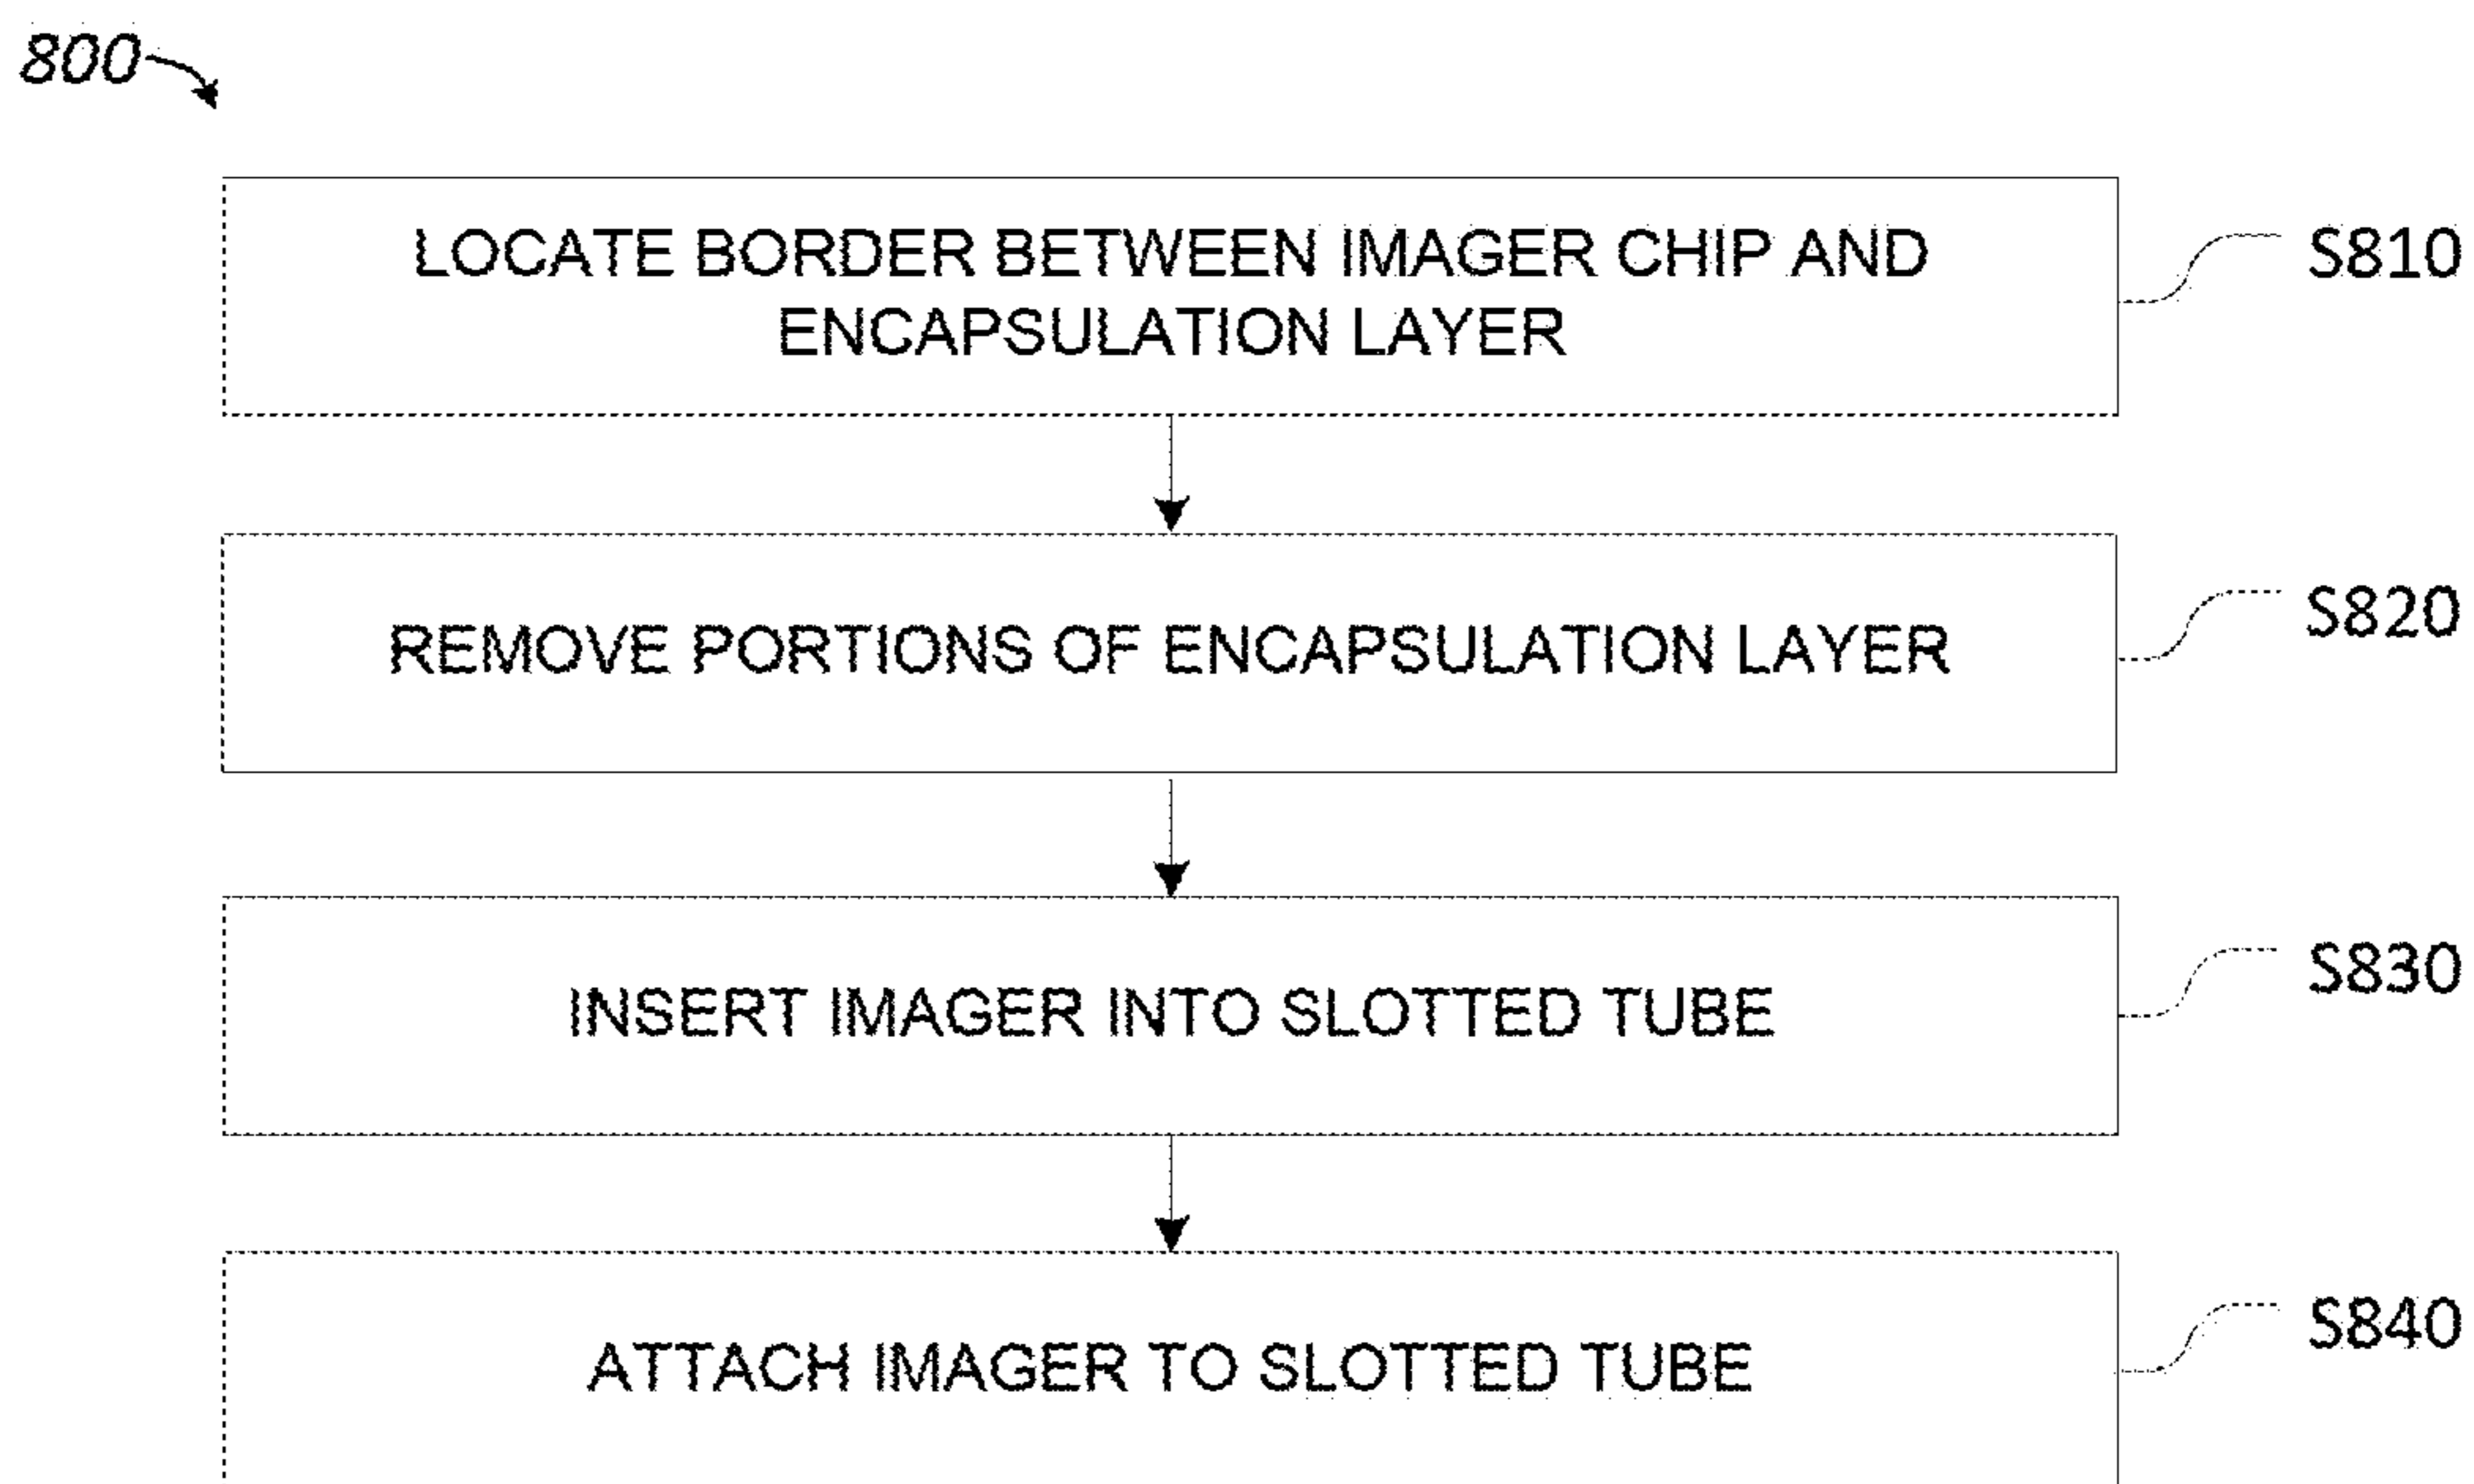 800
LOCATE BORDER BETWEEN IMAGER CHIP AND
ENCAPSULATION LAYER
S810
REMOVE PORTIONS OF ENCAPSULATION LAYER
S820
INSERT IMAGER INTO SLOTTED TUBE
S830
ATTACH IMAGER TO SLOTTED TUBE
S840